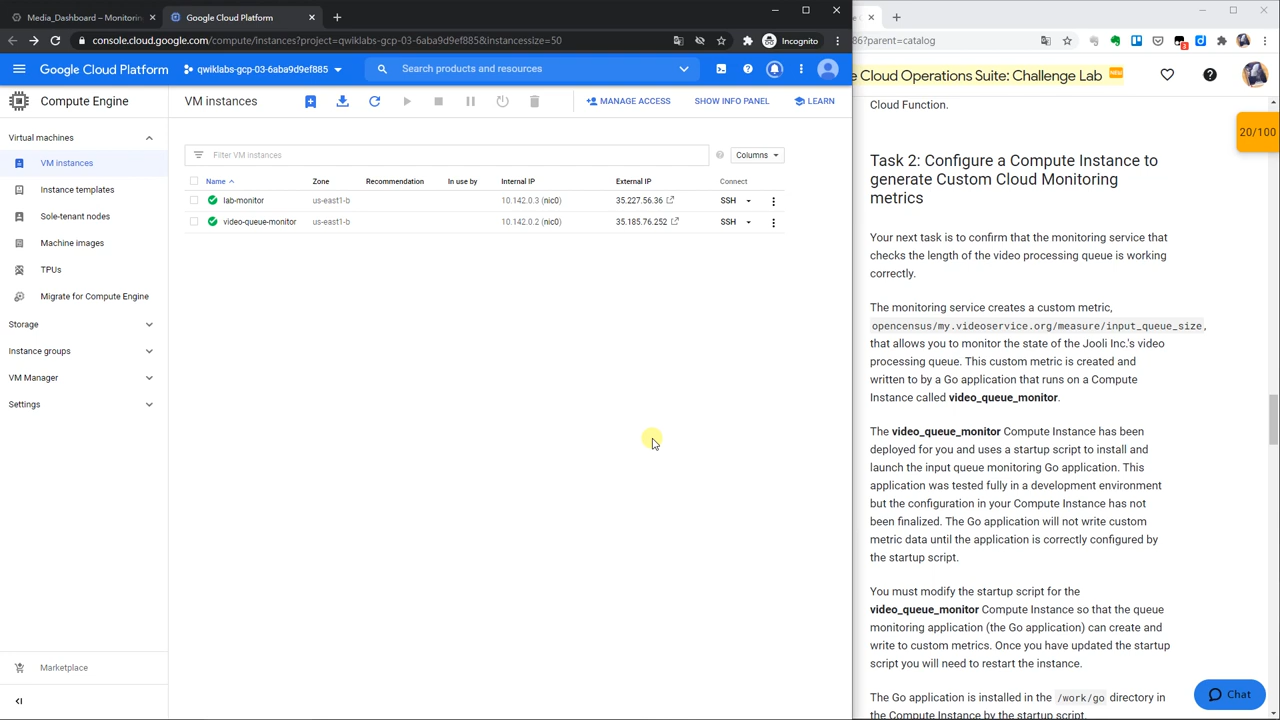 Media_Dashboard – Monitorin
Google Cloud Platform
console.cloud.google.com/compute/instances?project=qwiklabs-gcp-03-6aba9d9ef885&instancessize=50
Incognito
Google Cloud Platform
qwiklabs-gcp-03-6aba9d9ef885
Search products and resources
Compute Engine
VM instances
MANAGE ACCESS
SHOW INFO PANEL
LEARN
Virtual machines
VM instances
Instance templates
Sole-tenant nodes
Machine images
TPUs
Migrate for Compute Engine
Storage
Instance groups
VM Manager
Settings
Marketplace
Filter VM instances
Columns
Name Zone Recommendation In use by Internal IP External IP Connect
lab-monitor us-east1-b 10.142.0.3 (nic0) 35.227.56.36 SSH
video-queue-monitor us-east1-b 10.142.0.2 (nic0) 35.185.76.252 SSH
86?parent=catalog
3
e Cloud Operations Suite: Challenge Lab
20/100
Cloud Function.
Task 2: Configure a Compute Instance to
generate Custom Cloud Monitoring
metrics
Your next task is to confirm that the monitoring service that
checks the length of the video processing queue is working
correctly.
The monitoring service creates a custom metric,
opencensus/my.videoservice.org/measure/input_queue_size,
that allows you to monitor the state of the Jooli Inc.'s video
processing queue. This custom metric is created and
written to by a Go application that runs on a Compute
Instance called video_queue_monitor.
The video_queue_monitor Compute Instance has been
deployed for you and uses a startup script to install and
launch the input queue monitoring Go application. This
application was tested fully in a development environment
but the configuration in your Compute Instance has not
been finalized. The Go application will not write custom
metric data until the application is correctly configured by
the startup script.
You must modify the startup script for the
video_queue_monitor Compute Instance so that the queue
monitoring application (the Go application) can create and
write to custom metrics. Once you have updated the startup
script you will need to restart the instance.
The Go application is installed in the /work/go directory in
the Compute Instance by the startup script.
Chat